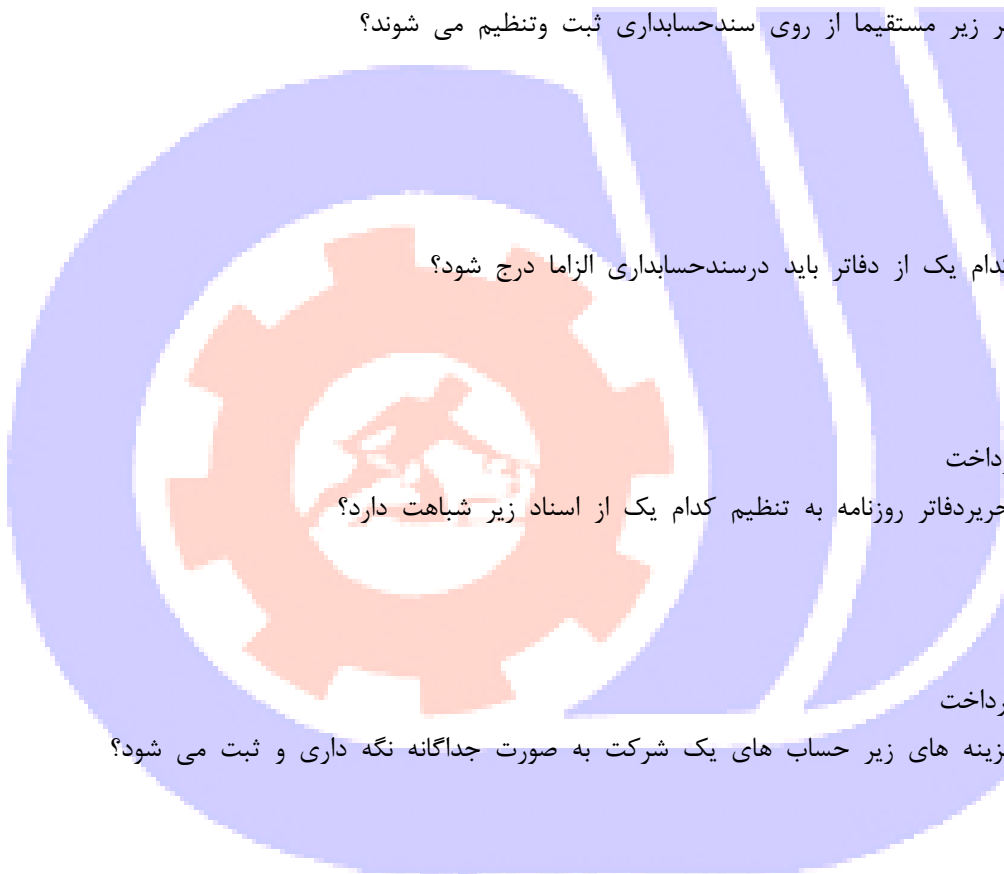 ر زیر مستقیما از روی سندحسابداری ثبت وتنظیم می شوند؟
دام یک از دفاتر باید درسندحسابداری الزاما درج شود؟
رداخت
حریردفاتر روزنامه به تنظیم کدام یک از اسناد زیر شباهت دارد؟
رداخت
زینه های زیر حساب های یک شرکت به صورت جداگانه نگه داری و ثبت می شود؟